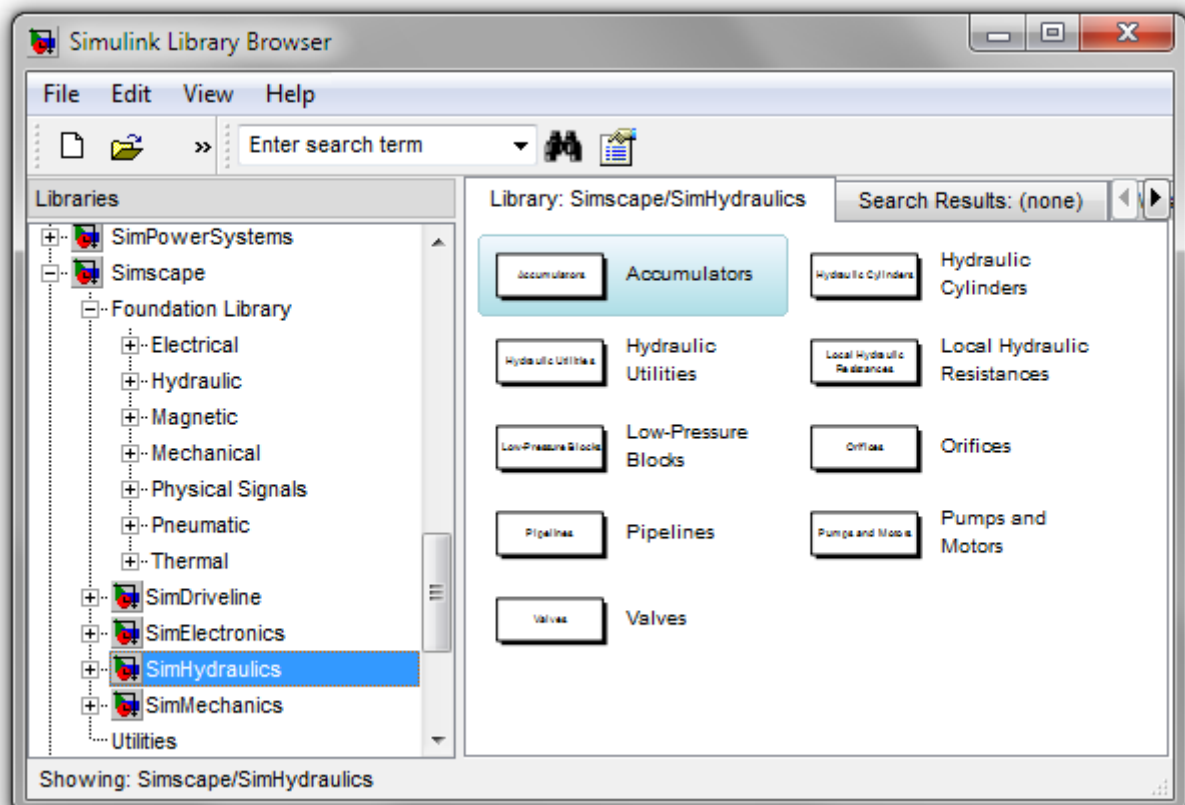 Simulink Library Browser
File Edit View Help
» Enter search term
Libraries
SimPowerSystems
Simscape
Foundation Library
Electrical
Hydraulic
Magnetic
Mechanical
Physical Signals
Pneumatic
Thermal
SimDriveline
SimElectronics
SimHydraulics
SimMechanics
Utilities
Library: Simscape/SimHydraulics
Search Results: (none)
Accumulators
Accumulators
Hydraulic Cylinders
Hydraulic
Cylinders
Hydraulic Utilities
Hydraulic
Utilities
Local Hydraulic
Resistances
Local Hydraulic
Resistances
Low-Pressure Blocks
Low-Pressure
Blocks
Orifices
Orifices
Pipelines
Pipelines
Pumps and Motors
Pumps and
Motors
Valves
Valves
Showing: Simscape/SimHydraulics